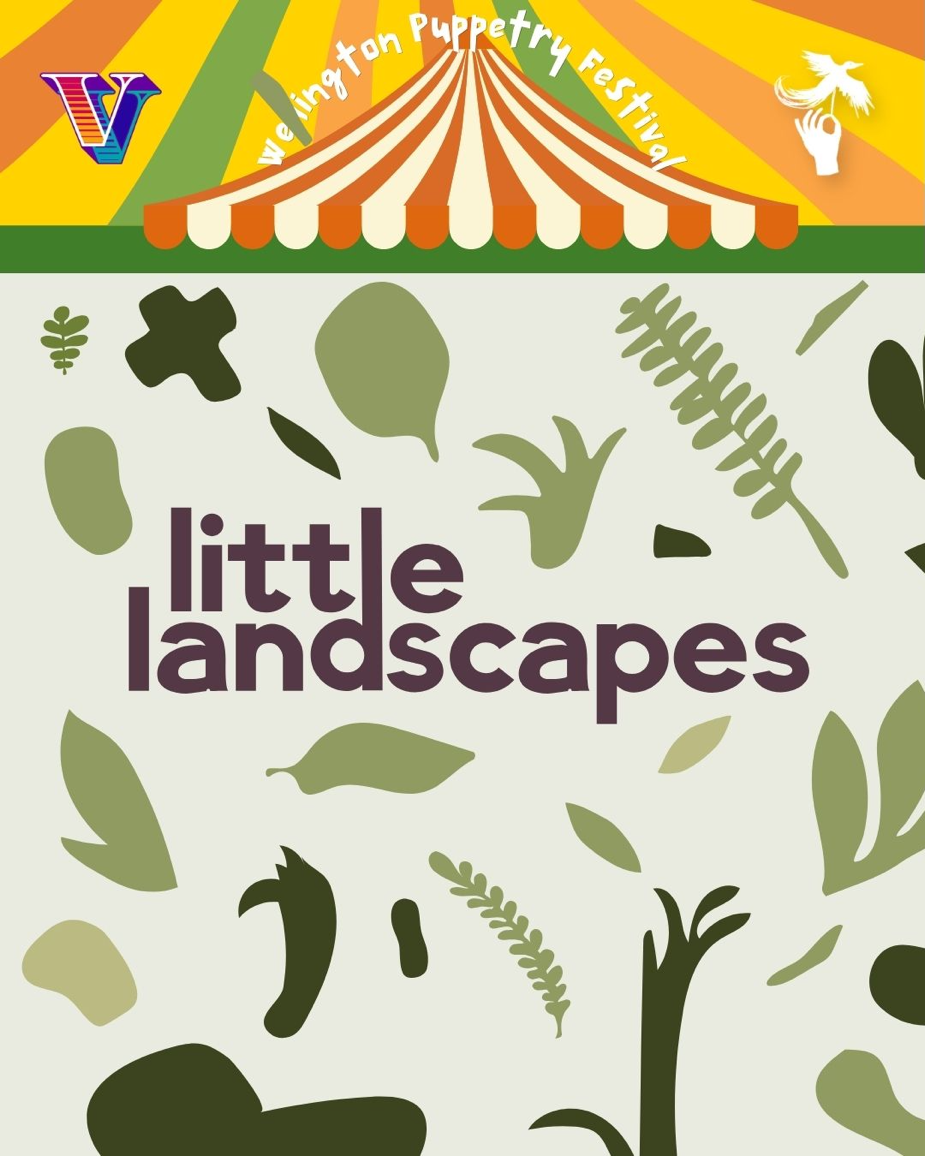 Wellington Puppetry Festival
V
little
landscapes